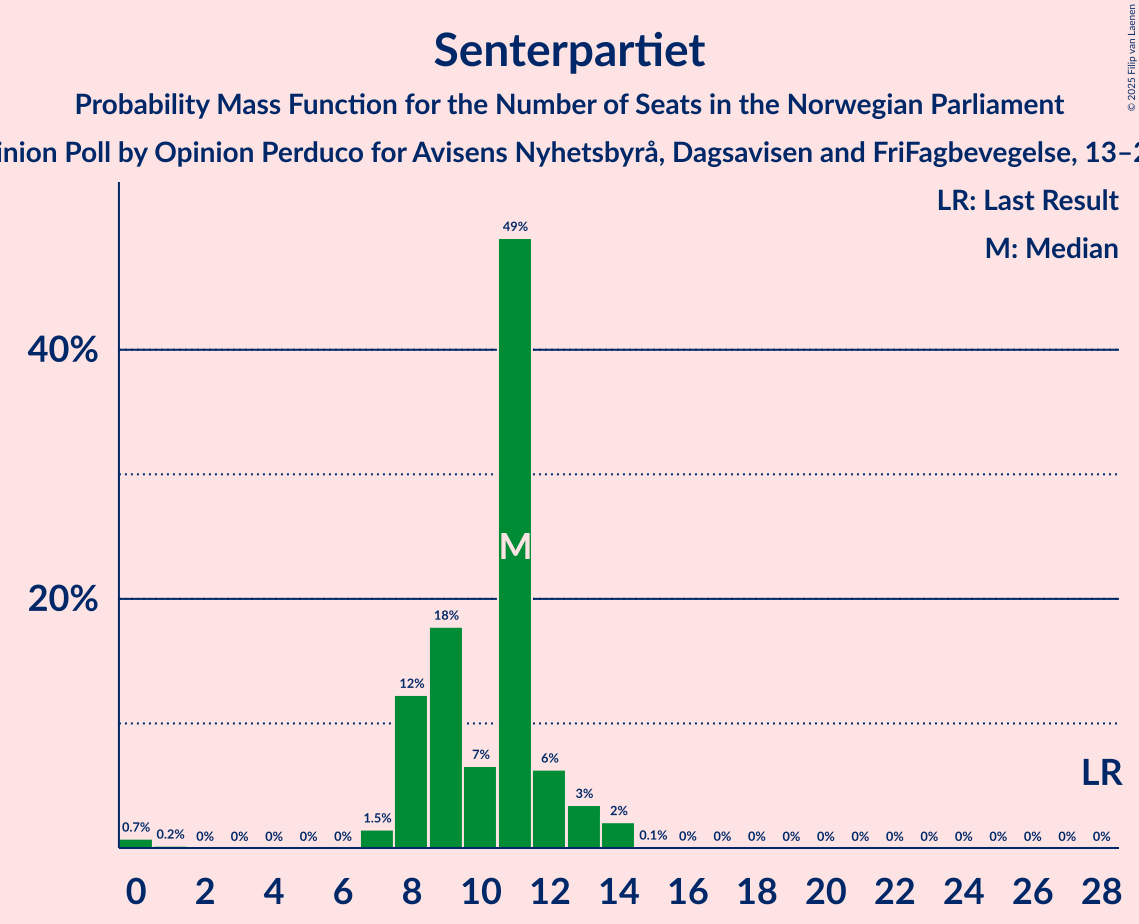 Senterpartiet
Probability Mass Function for the Number of Seats in the Norwegian Parliament
Poll by Opinion Perduco for Avisens Nyhetsbyrå, Dagsavisen and FriFagbevegelse,
© 2025 Filip van Laenen
LR: Last Result
M: Median
49%
40%
M
20%
18%
12%
7%
6%
3%
2%
1.5%
0.7% 0.2% 0% 0% 0% 0% 0% 0.1% 0% 0% 0% 0% 0% 0% 0% 0% 0% 0% 0% 0% 0%
LR
0 2 4 6 8 10 12 14 16 18 20 22 24 26 28